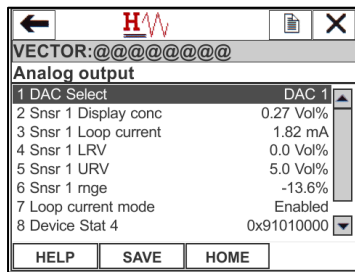 H
VECTOR:@@@@@@@@
Analog output
1 DAC Select DAC 1
2 Snsr 1 Display conc 0.27 Vol%
3 Snsr 1 Loop current 1.82 mA
4 Snsr 1 LRV 0.0 Vol%
5 Snsr 1 URV 5.0 Vol%
6 Snsr 1 rnge -13.6%
7 Loop current mode Enabled
8 Device Stat 4 0x91010000
HELP SAVE HOME